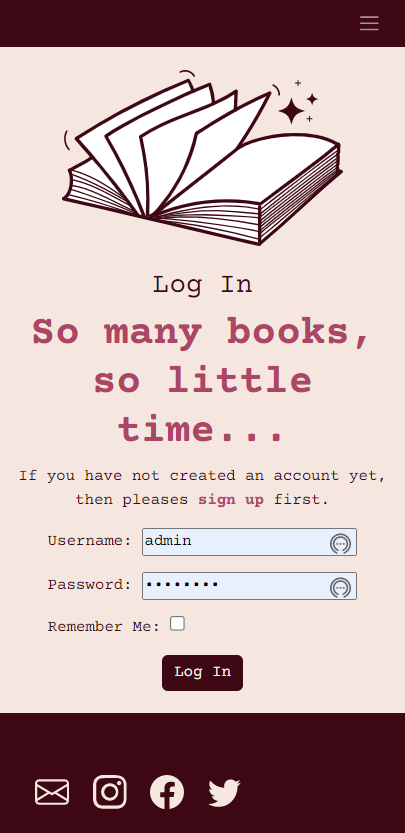 Log In
So many books,
so little
time...
If you have not created an account yet,
then pleases sign up first.
Username: admin
Password: ••••••••
Remember Me:
Log In